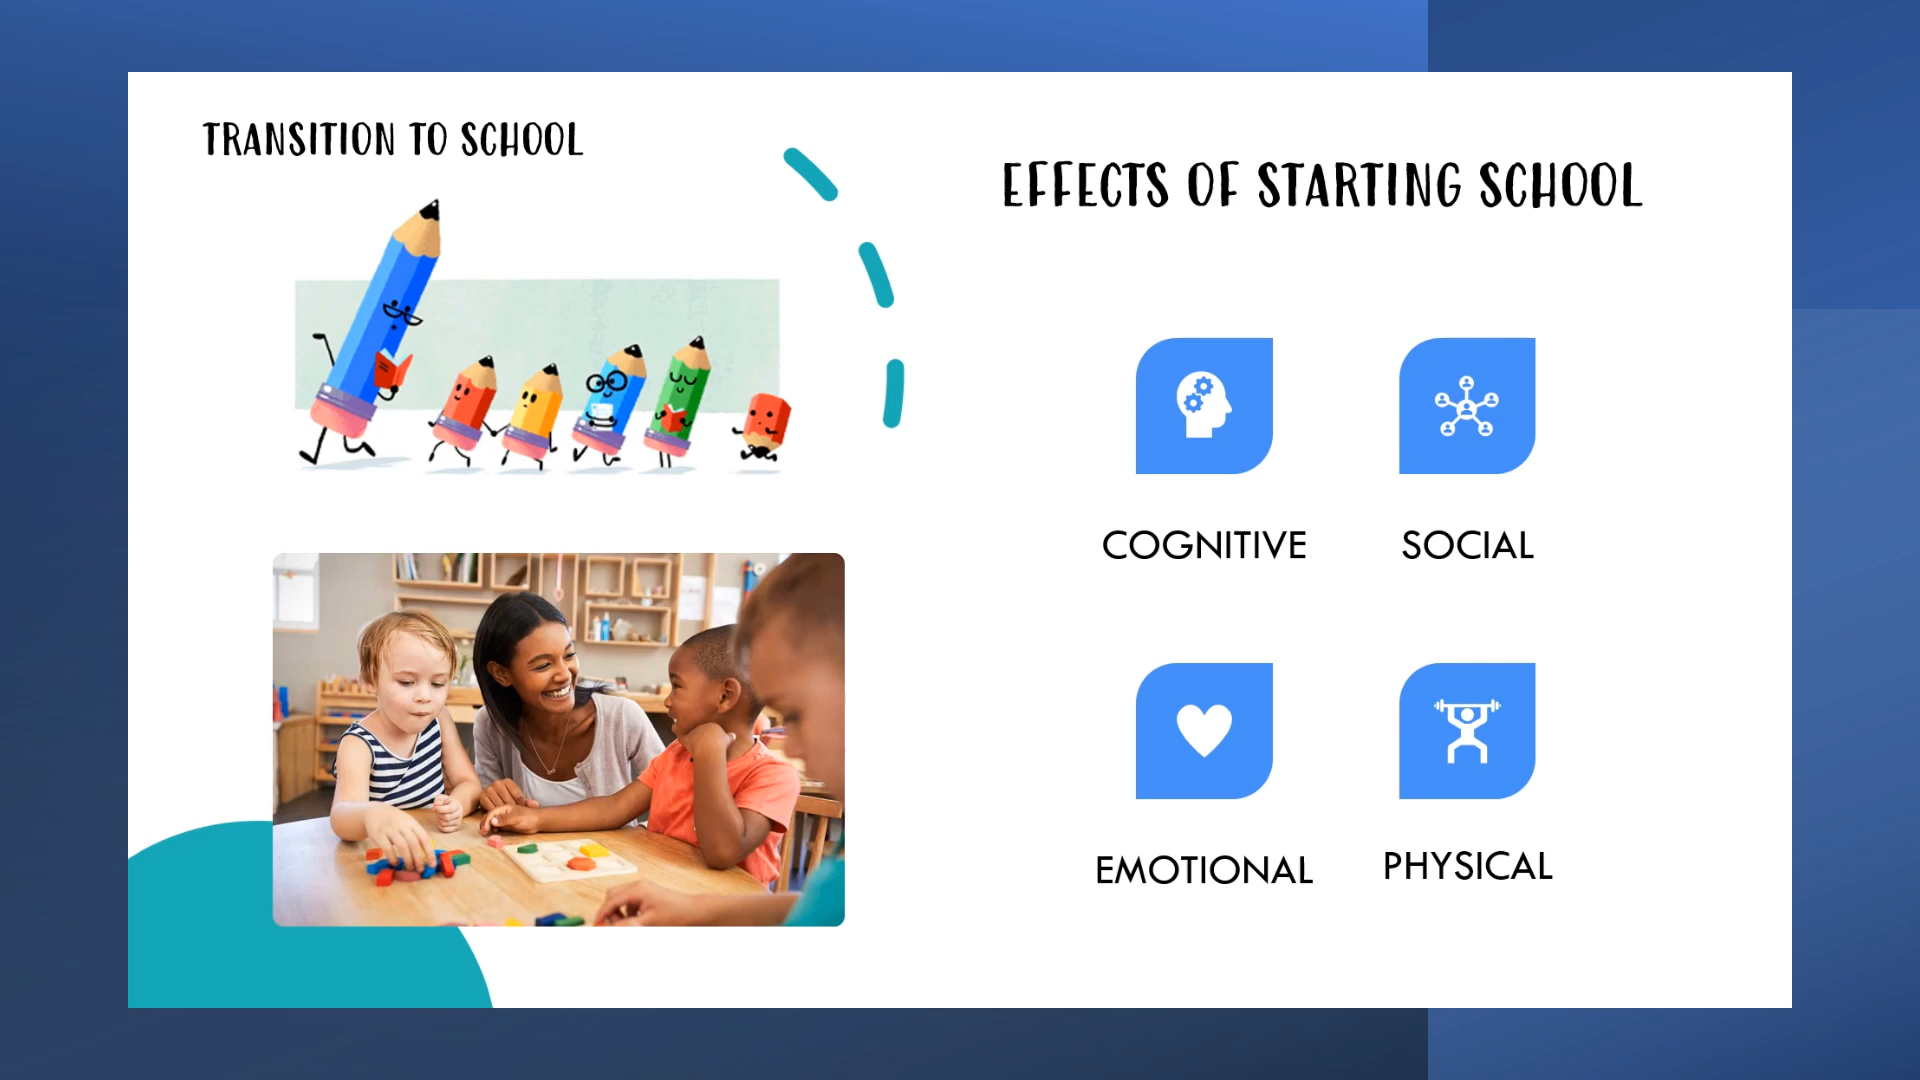 TRANSITION TO SCHOOL
EFFECTS OF STARTING SCHOOL
COGNITIVE
SOCIAL
EMOTIONAL
PHYSICAL